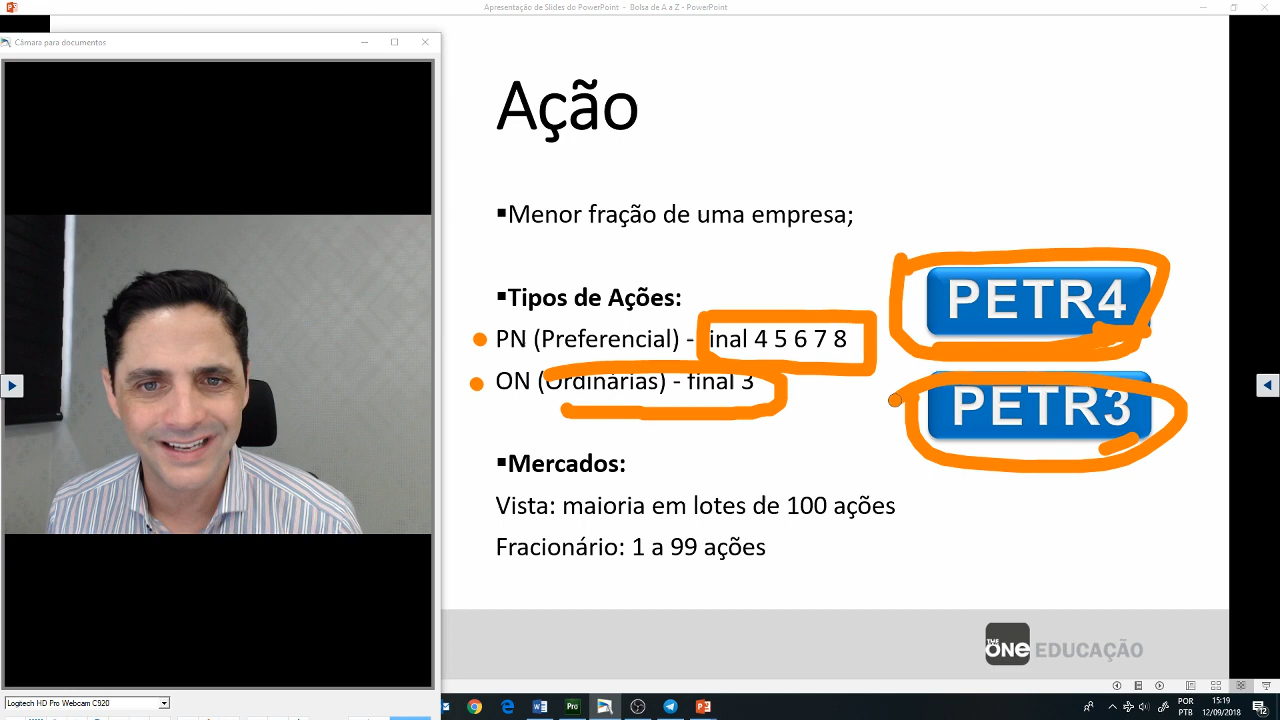 Apresentação de Slides do PowerPoint - Bolsa de A a Z - PowerPoint
Câmara para documentos
Ação
Menor fração de uma empresa;
Tipos de Ações:
PN (Preferencial) - final 4 5 6 7 8
ON (Ordinárias) - final 3
PETR4
PETR3
Mercados:
Vista: maioria em lotes de 100 ações
Fracionário: 1 a 99 ações
THE ONE EDUCAÇÃO
Logitech HD Pro Webcam C920
Pro
POR
PTB
15:19
12/09/2018
2